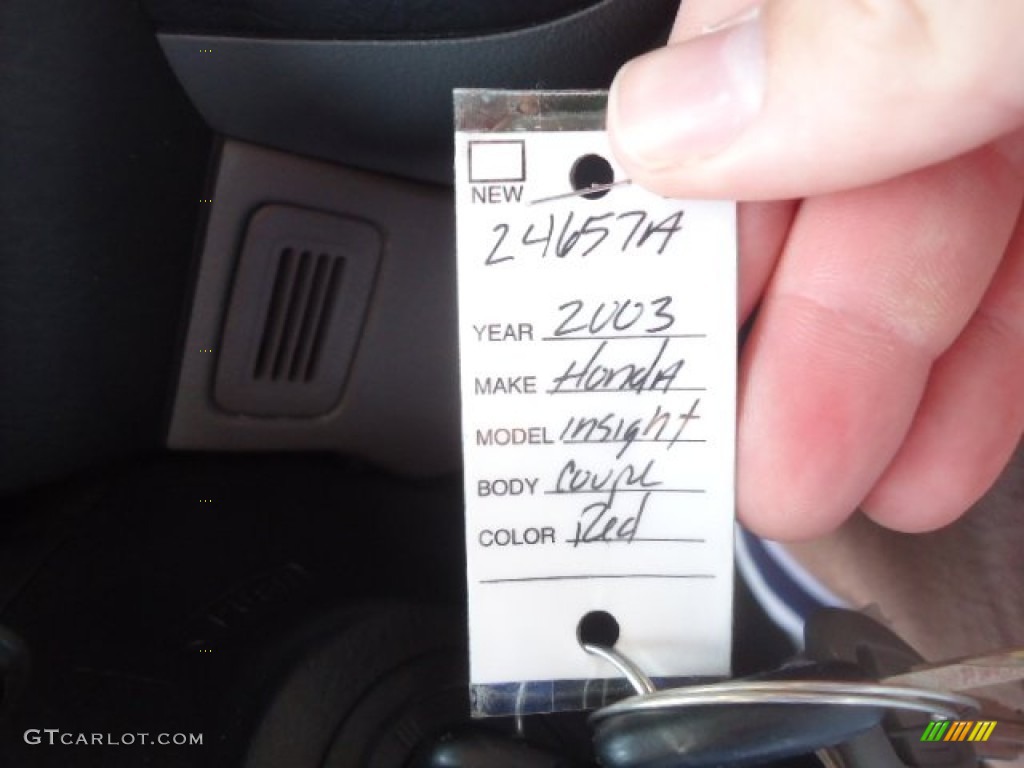 NEW
24657A
YEAR 2003
MAKE HondA
MODEL insight
BODY coupe
COLOR Red
GTCARLOT.COM